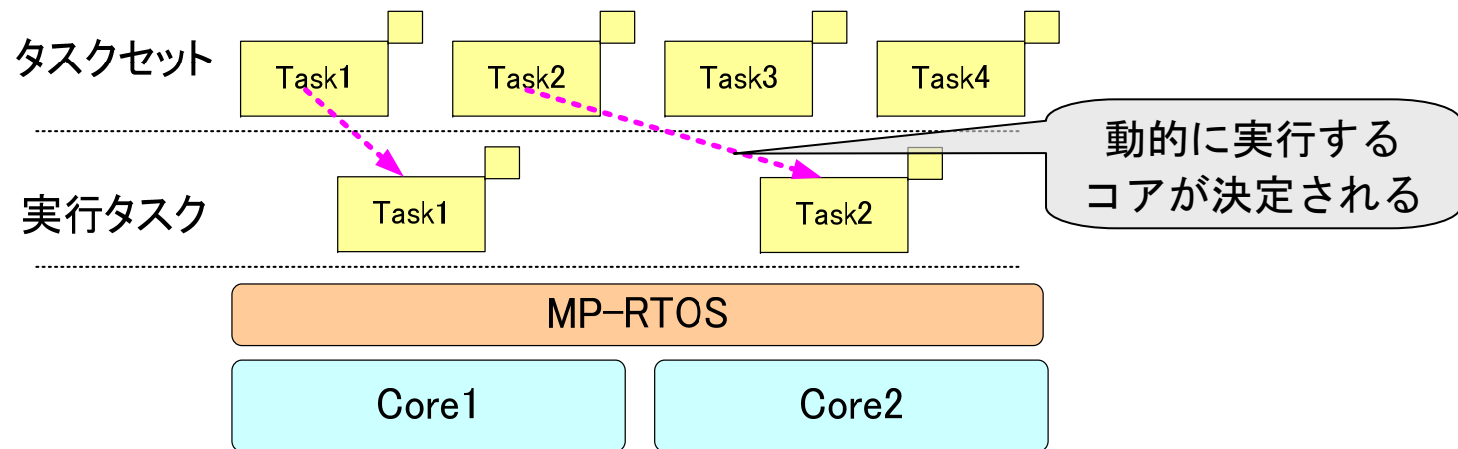 タスクセット
Task1
Task2
Task3
Task4
動的に実行する
コアが決定される
実行タスク
Task1
Task2
MP-RTOS
Core1
Core2